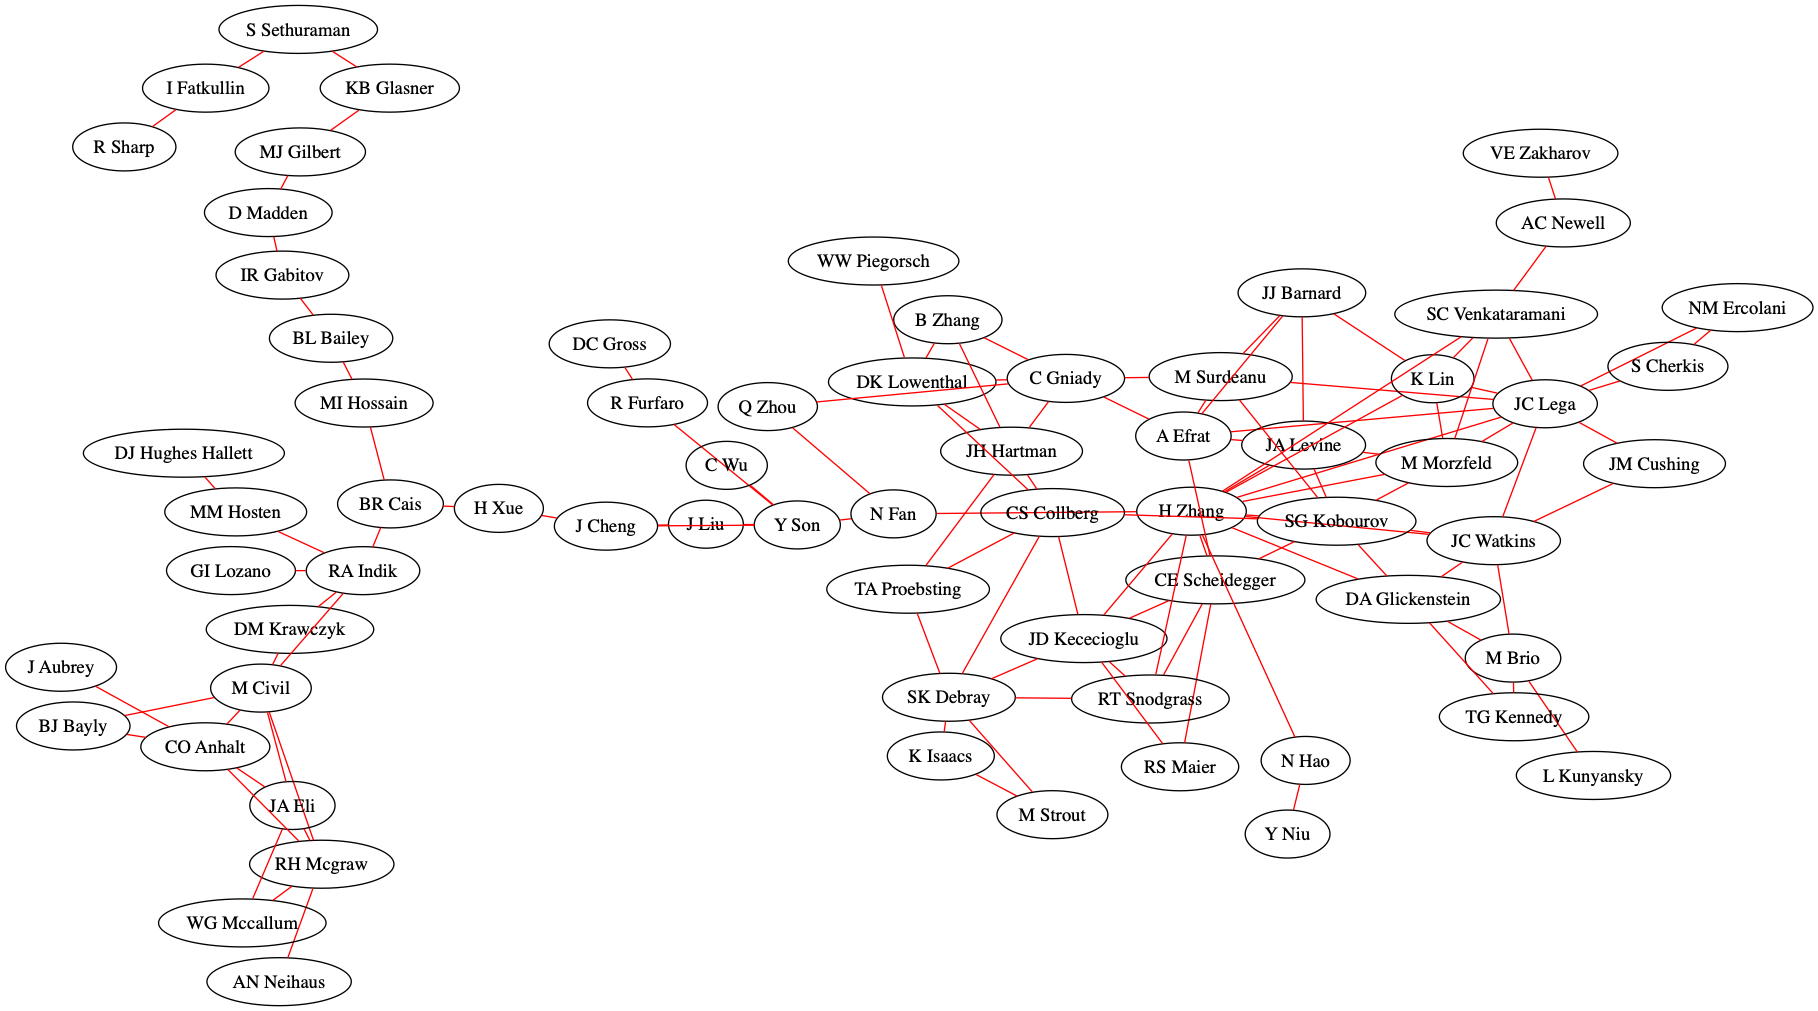 S Sethuraman
I Fatkullin
KB Glasner
R Sharp
MJ Gilbert
VE Zakharov
D Madden
AC Newell
IR Gabitov
WW Piegorsch
JJ Barnard
NM Ercolani
SC Venkataramani
B Zhang
BL Bailey
DC Gross
S Cherkis
DK Lowenthal
C Gniady
M Surdeanu
K Lin
MI Hossain
R Furfaro
Q Zhou
JC Lega
A Efrat
JA Levine
DJ Hughes Hallett
C Wu
JH Hartman
M Morzfeld
JM Cushing
BR Cais
H Xue
MM Hosten
J Cheng
J Liu
Y Son
N Fan
CS Collberg
H Zhang
SG Kobourov
JC Watkins
GI Lozano
RA Indik
TA Proebsting
CE Scheidegger
DA Glickenstein
DM Krawczyk
JD Kececioglu
J Aubrey
M Brio
M Civil
SK Debray
RT Snodgrass
BJ Bayly
TG Kennedy
CO Anhalt
K Isaacs
RS Maier
N Hao
L Kunyansky
JA Eli
M Strout
Y Niu
RH Mcgraw
WG Mccallum
AN Neihaus